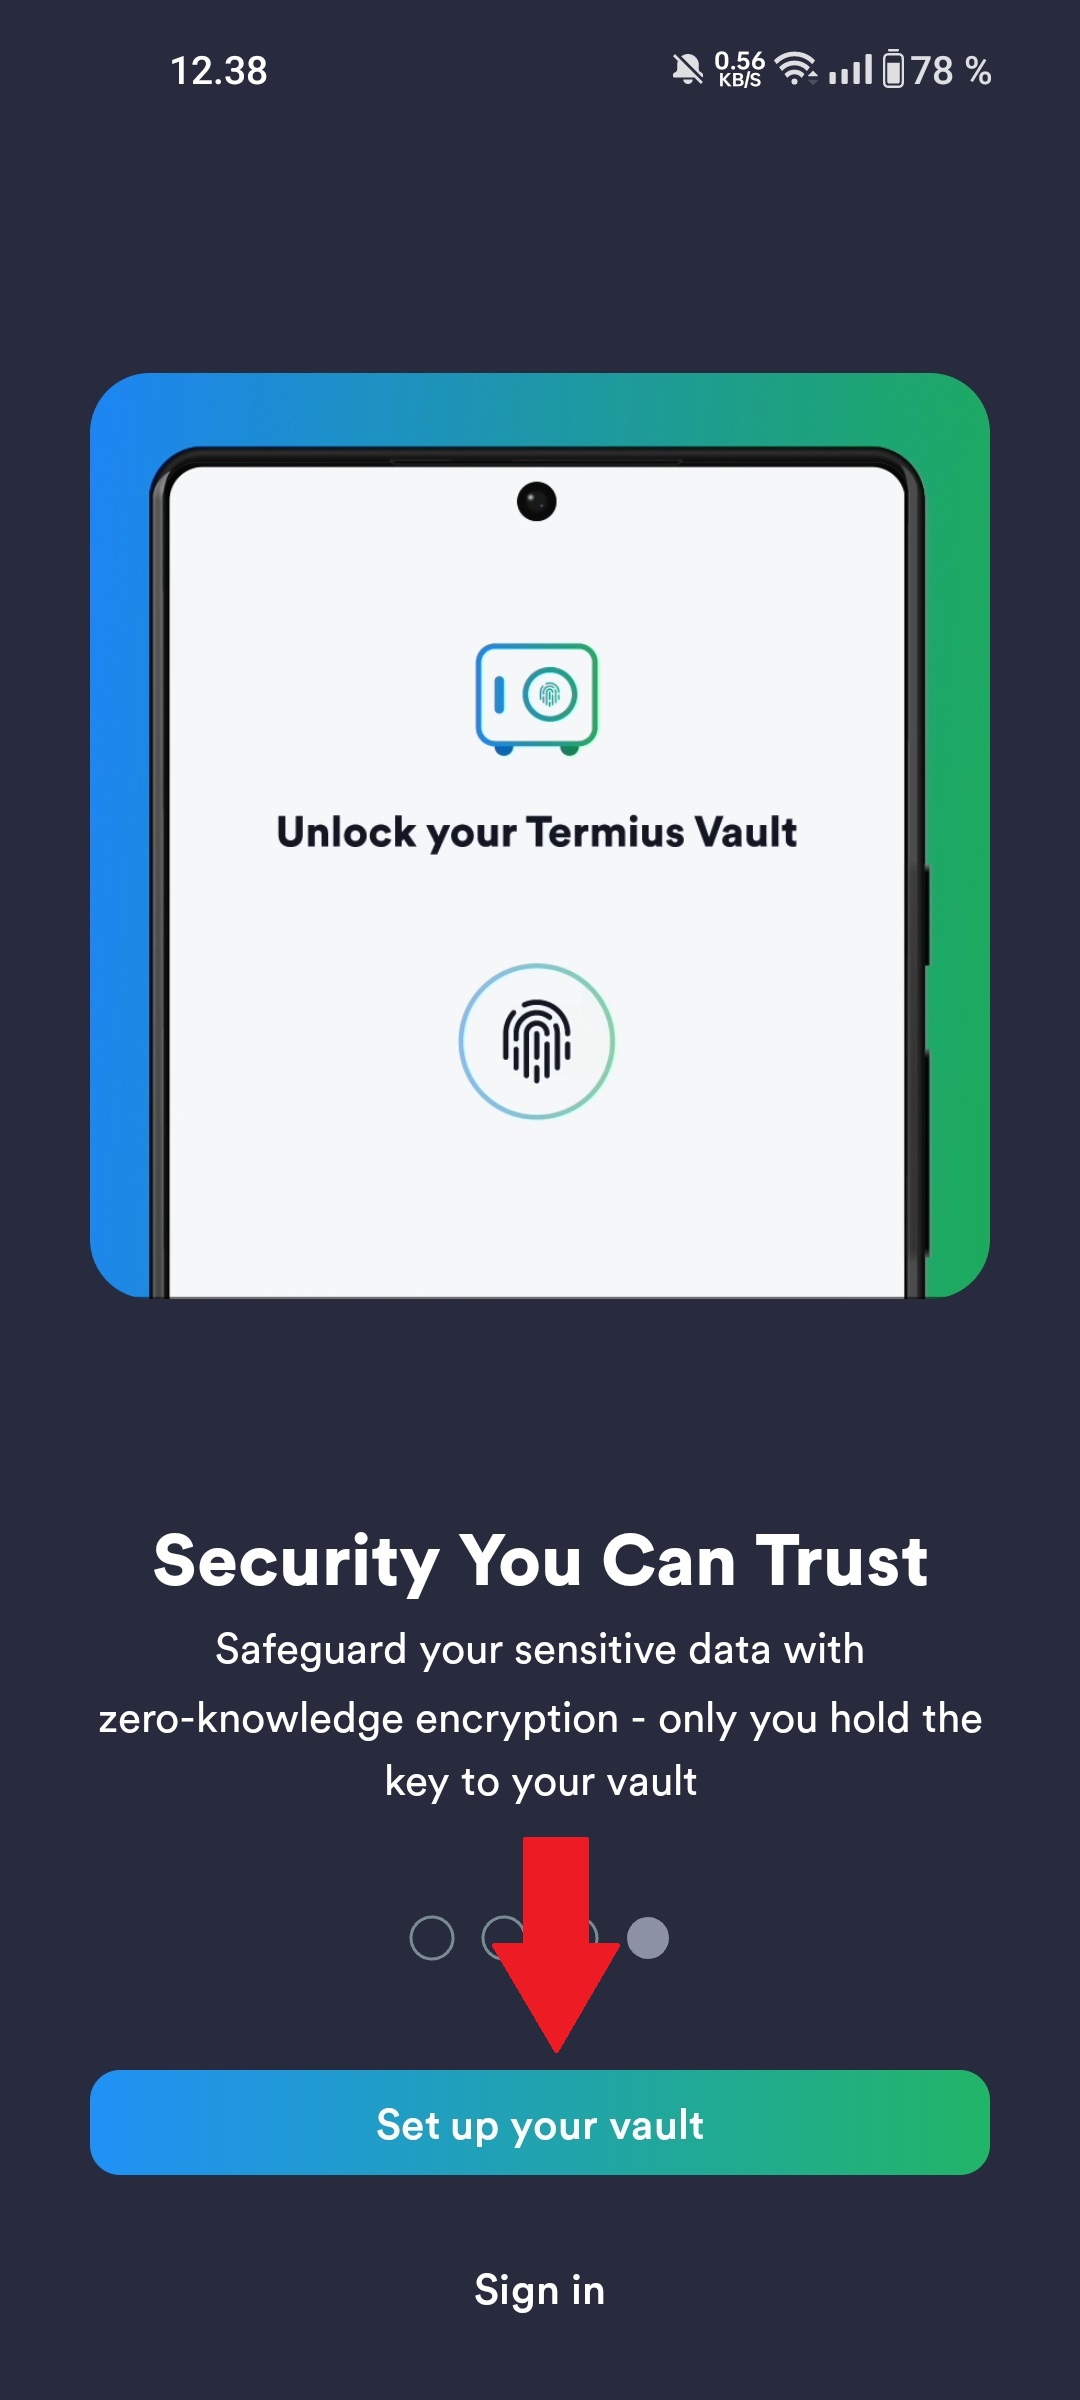 12.38
0.56
KB/S
78 %
Unlock your Termius Vault
Security You Can Trust
Safeguard your sensitive data with
zero-knowledge encryption - only you hold the
key to your vault
Set up your vault
Sign in